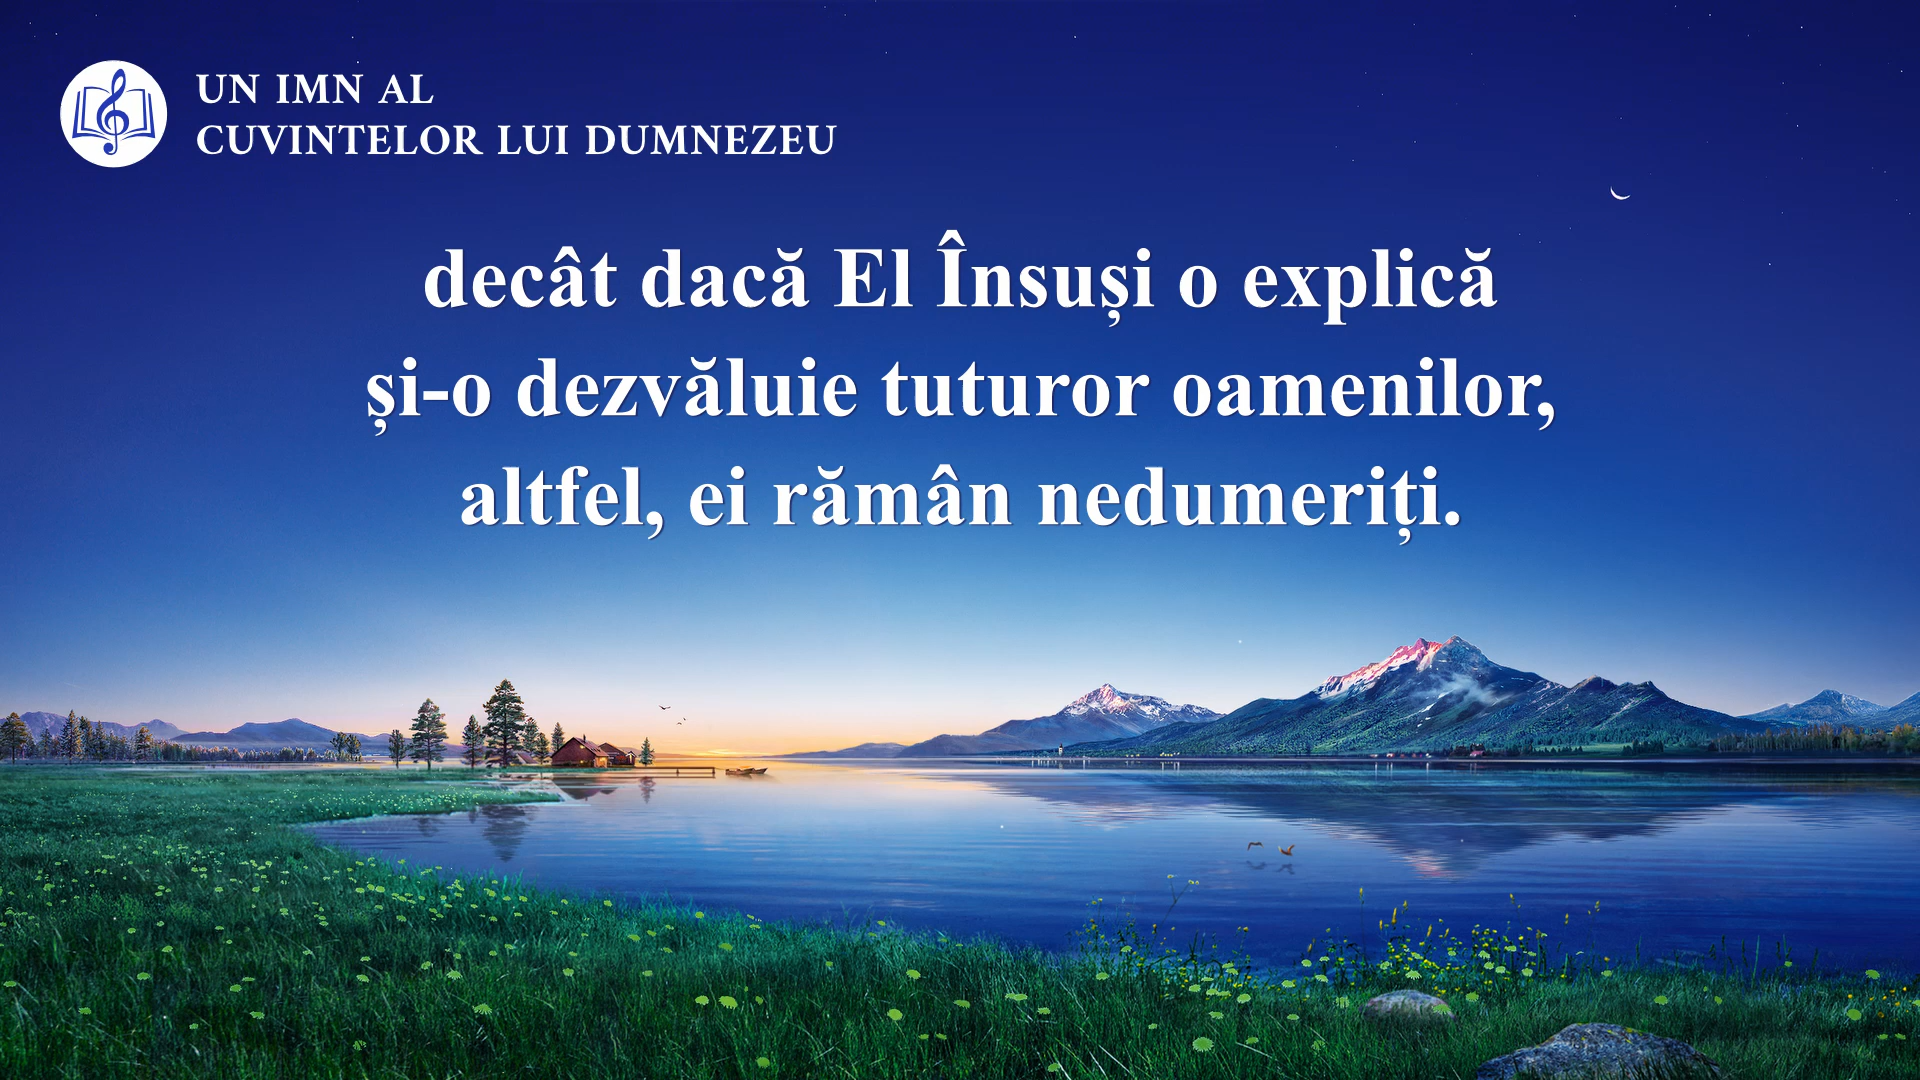 UN IMN AL
CUVINTELOR LUI DUMNEZEU
decât dacă El Însuși o explică
și-o dezvăluie tuturor oamenilor,
altfel, ei rămân nedumeriți.